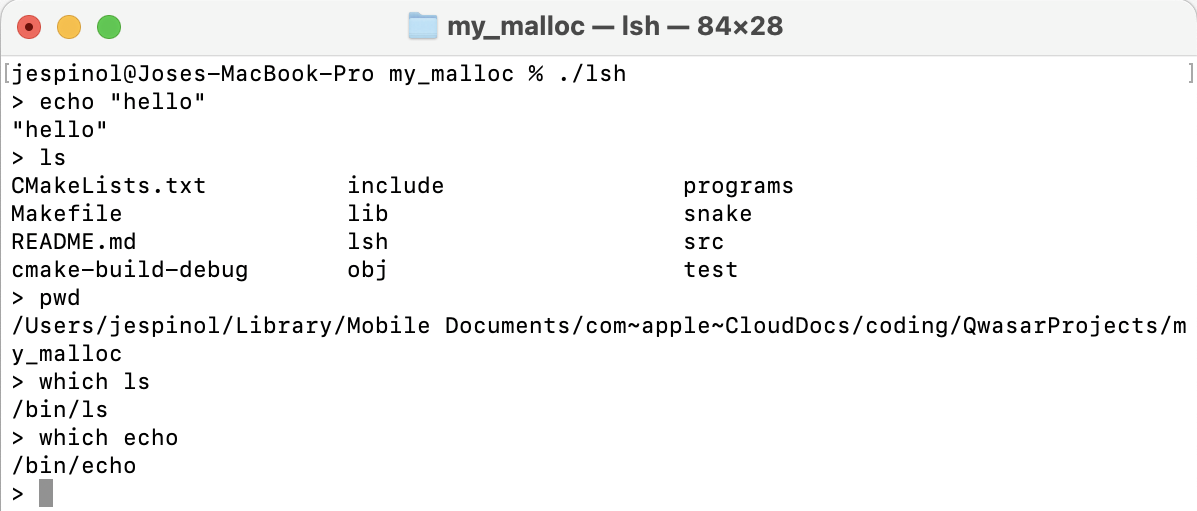 my_malloc — lsh — 84×28
[jespinol@Joses-MacBook-Pro my_malloc % ./lsh ]
> echo "hello"
"hello"
> ls
CMakeLists.txt          include                 programs
Makefile                lib                     snake
README.md               lsh                     src
cmake-build-debug       obj                     test
> pwd
/Users/jespinol/Library/Mobile Documents/com~apple~CloudDocs/coding/QwasarProjects/m
y_malloc
> which ls
/bin/ls
> which echo
/bin/echo
>